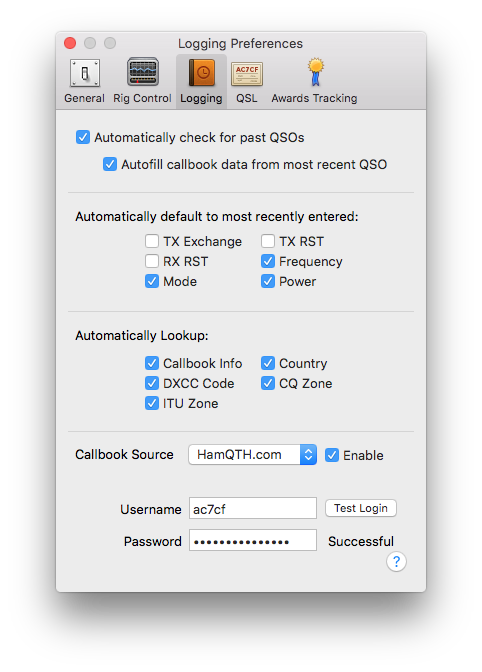 Logging Preferences
AC7CF
General Rig Control Logging QSL Awards Tracking
Automatically check for past QSOs
Autofill callbook data from most recent QSO
Automatically default to most recently entered:
TX Exchange TX RST
RX RST Frequency
Mode Power
Automatically Lookup:
Callbook Info Country
DXCC Code CQ Zone
ITU Zone
Callbook Source HamQTH.com Enable
Username ac7cf Test Login
Password ••••••••••••••• Successful
?